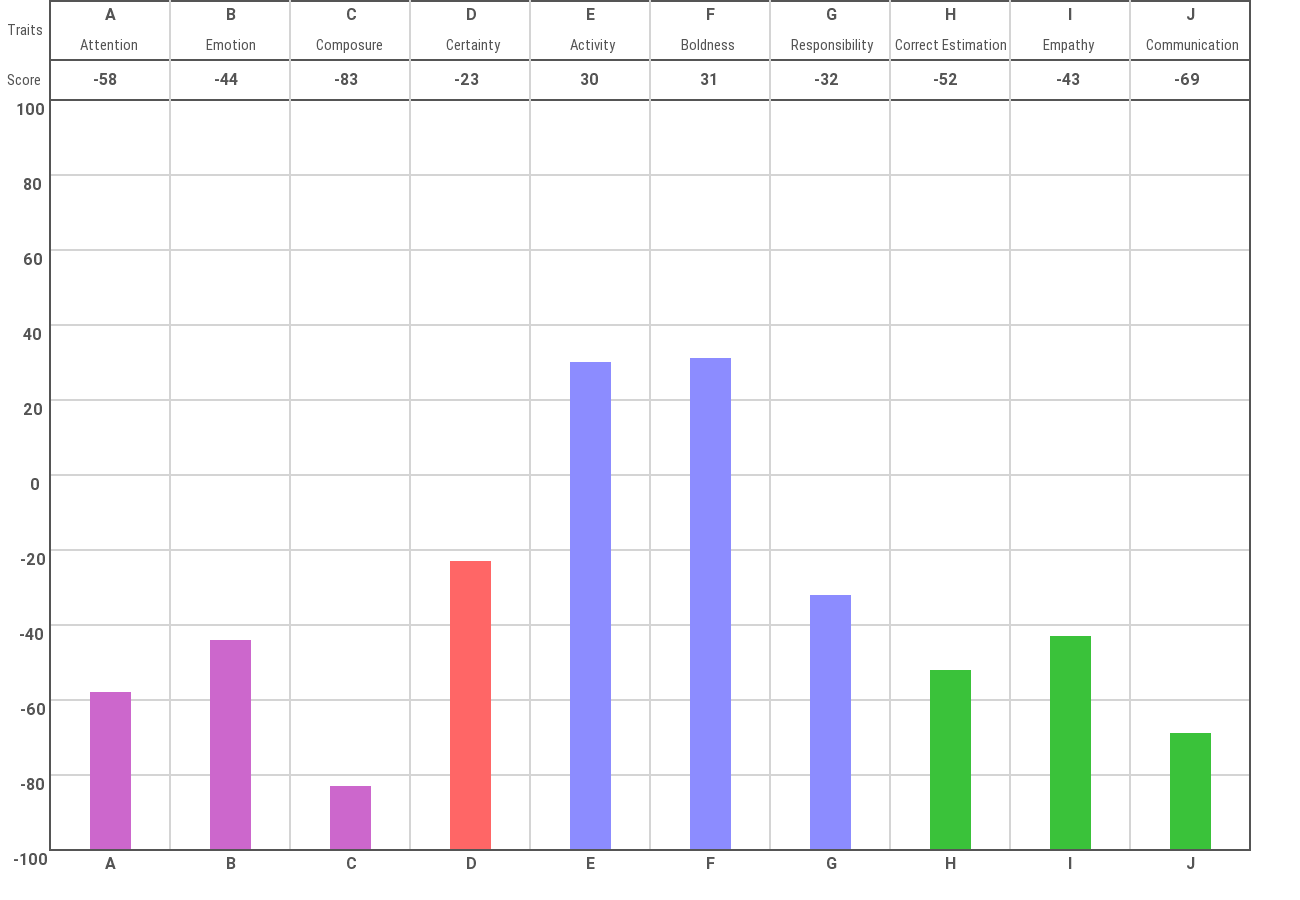 Traits
A B C D E F G H I J
Attention Emotion Composure Certainty Activity Boldness Responsibility Correct Estimation Empathy Communication
Score -58 -44 -83 -23 30 31 -32 -52 -43 -69
100
80
60
40
20
0
-20
-40
-60
-80
-100
A B C D E F G H I J